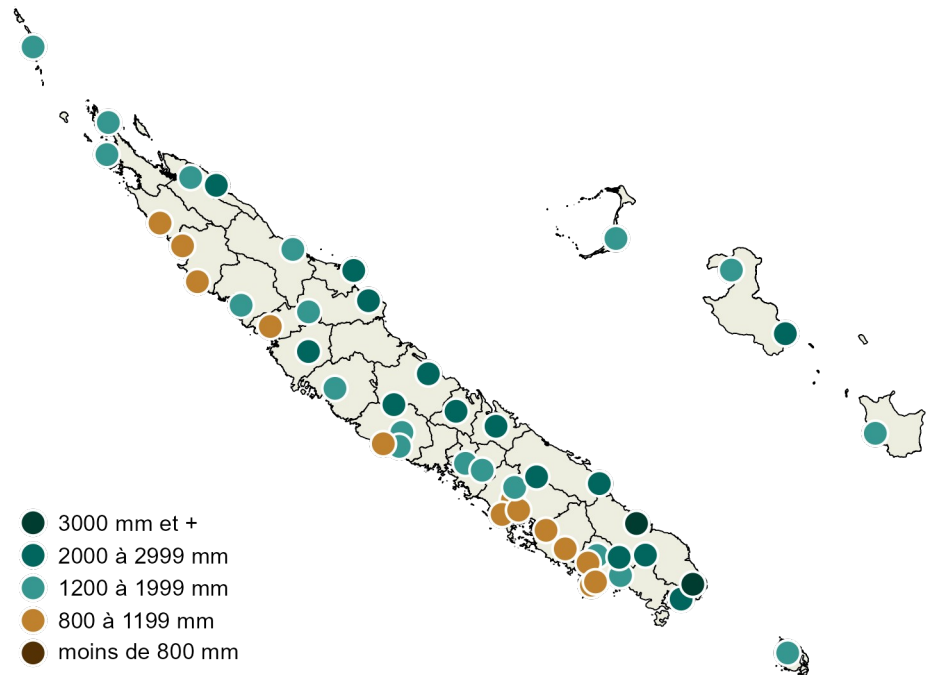 3000 mm et +
2000 à 2999 mm
1200 à 1999 mm
800 à 1199 mm
moins de 800 mm